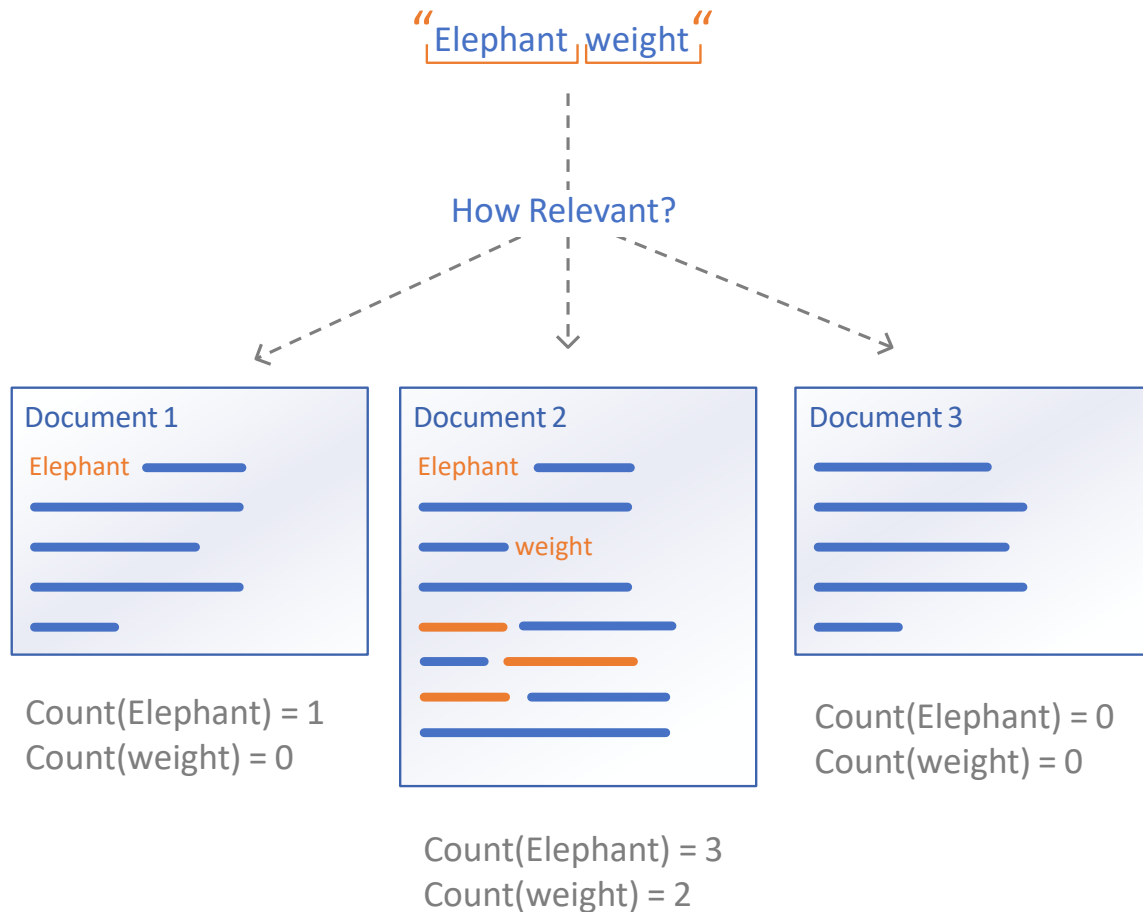 “Elephant weight“
How Relevant?
Document 1
Elephant
Count(Elephant) = 1
Count(weight) = 0
Document 2
Elephant
weight
Count(Elephant) = 3
Count(weight) = 2
Document 3
Count(Elephant) = 0
Count(weight) = 0